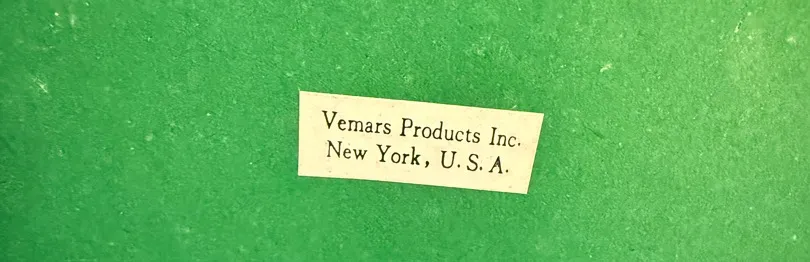 Vemars Products Inc.
New York, U. S. A.